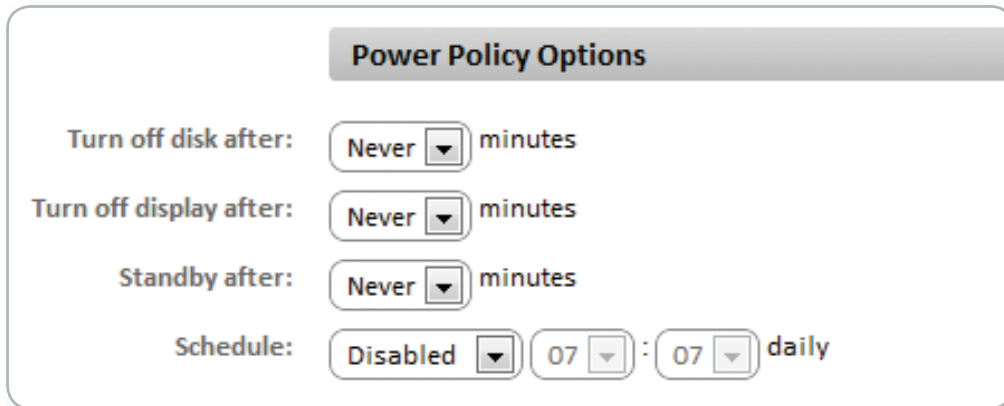 Power Policy Options
Turn off disk after: Never minutes
Turn off display after: Never minutes
Standby after: Never minutes
Schedule: Disabled 07 : 07 daily